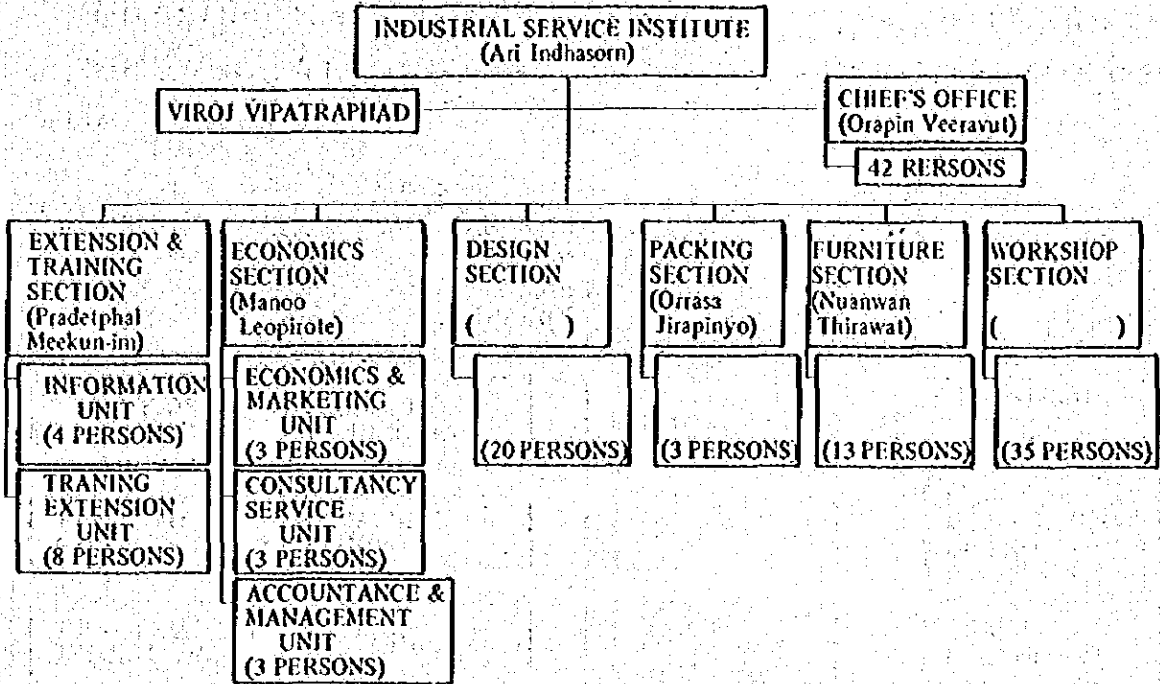 INDUSTRIAL SERVICE INSTITUTE
(Ari Indhasorn)
VIROJ VIPATRAPHAD
CHIEF'S OFFICE
(Orapin Veeravut)
42 RERSONS
EXTENSION &
TRAINING
SECTION
(Pradetphal
Meekun-im)
INFORMATION
UNIT
(4 PERSONS)
TRANING
EXTENSION
UNIT
(8 PERSONS)
ECONOMICS
SECTION
(Manoo
Leopirote)
ECONOMICS &
MARKETING
UNIT
(3 PERSONS)
CONSULTANCY
SERVICE
UNIT
(3 PERSONS)
ACCOUNTANCE &
MANAGEMENT
UNIT
(3 PERSONS)
DESIGN
SECTION
( )
(20 PERSONS)
PACKING
SECTION
(Orrasa
Jirapinyo)
(3 PERSONS)
FURNITURE
SECTION
(Nuanwan
Thirawat)
(13 PERSONS)
WORKSHOP
SECTION
( )
(35 PERSONS)